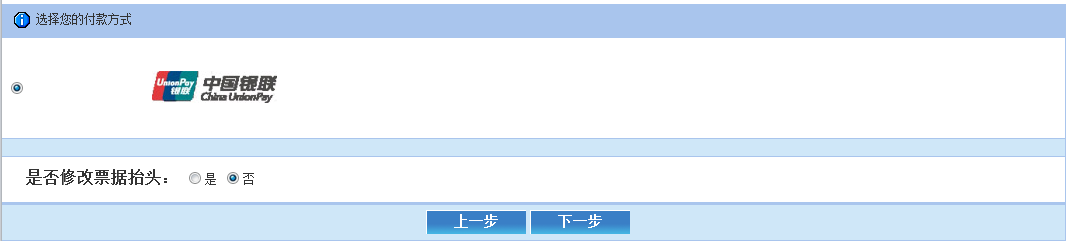 选择您的付款方式
UnionPay
银联
中国银联
China UnionPay
是否修改票据抬头： 是 否
上一步 下一步